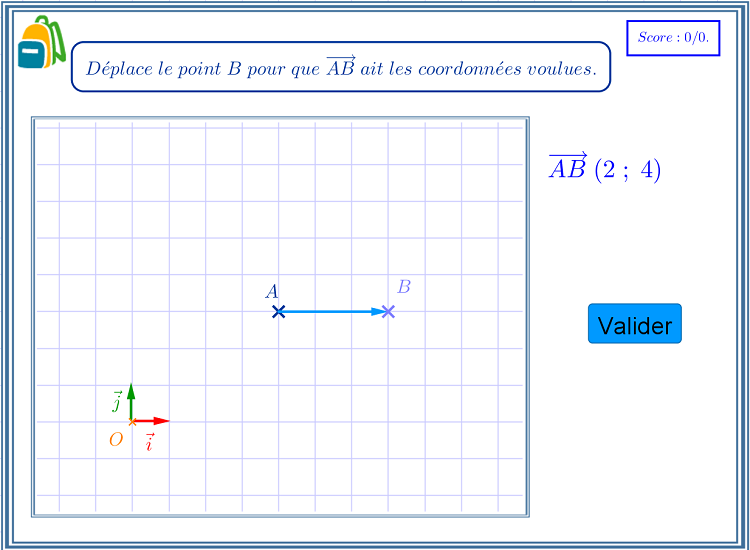 Score : 0/0.
Déplace le point B pour que \(\overrightarrow{AB}\) ait les coordonnées voulues.
\(\overrightarrow{AB}\) (2 ; 4)
A
B
Valider
\(\vec{j}\)
O
\(\vec{i}\)